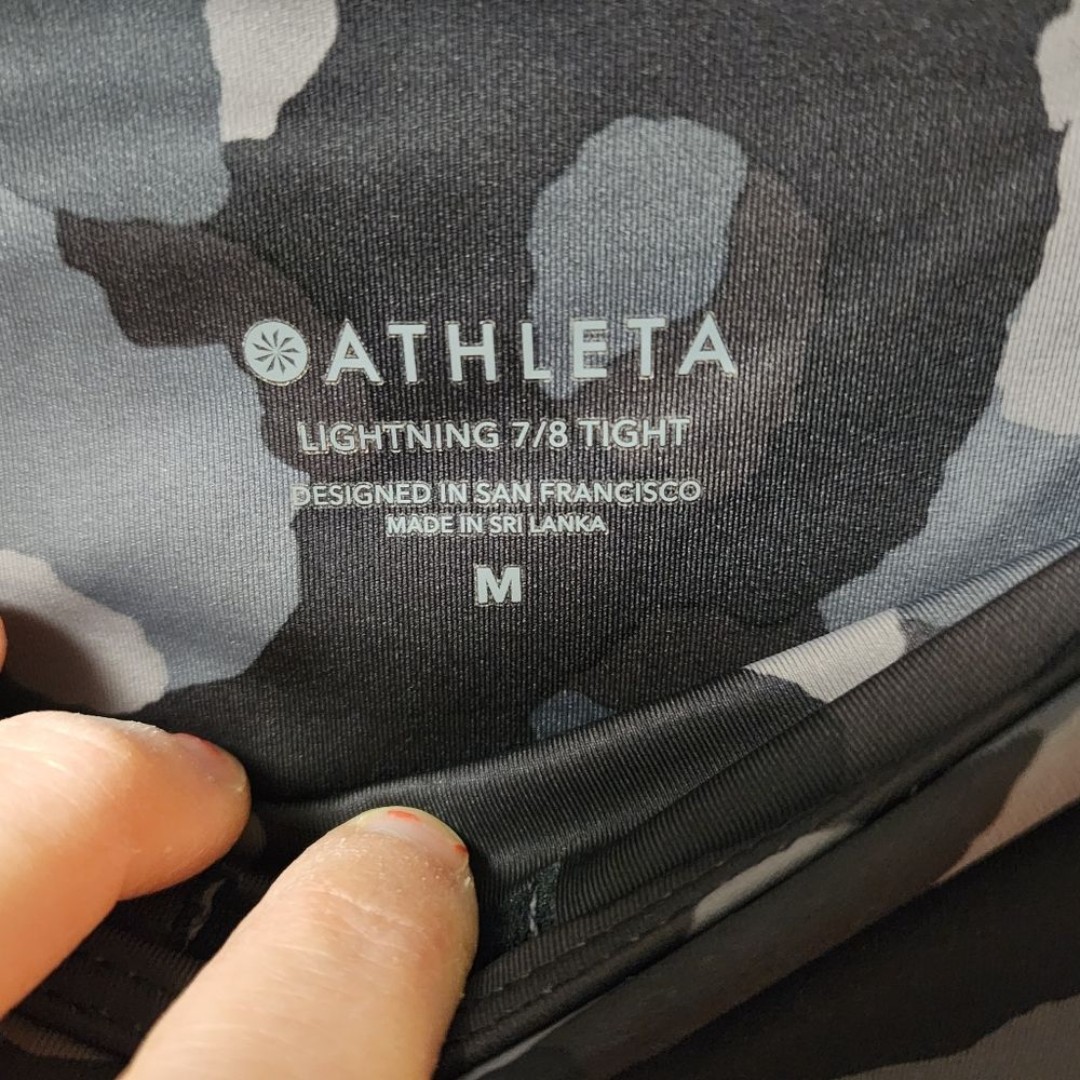 ATHLETA
LIGHTNING 7/8 TIGHT
DESIGNED IN SAN FRANCISCO
MADE IN SRI LANKA
M